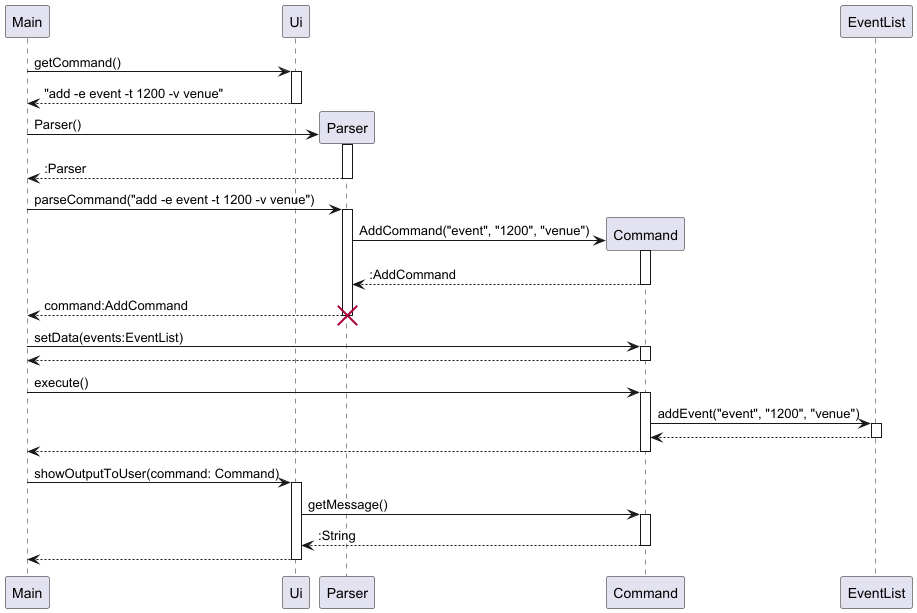 Main Ui EventList
getCommand()
"add -e event -t 1200 -v venue"
Parser()
Parser
:Parser
parseCommand("add -e event -t 1200 -v venue")
AddCommand("event", "1200", "venue")
Command
:AddCommand
command:AddCommand
setData(events:EventList)
execute()
addEvent("event", "1200", "venue")
showOutputToUser(command: Command)
getMessage()
:String
Main Ui Parser Command EventList